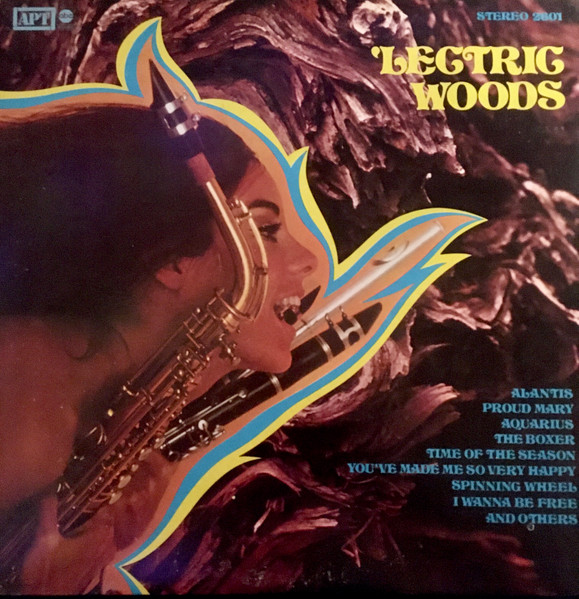 APT abc
STEREO 2601
'LECTRIC
WOODS
ALANTIS
PROUD MARY
AQUARIUS
THE BOXER
TIME OF THE SEASON
YOU'VE MADE ME SO VERY HAPPY
SPINNING WHEEL
I WANNA BE FREE
AND OTHERS